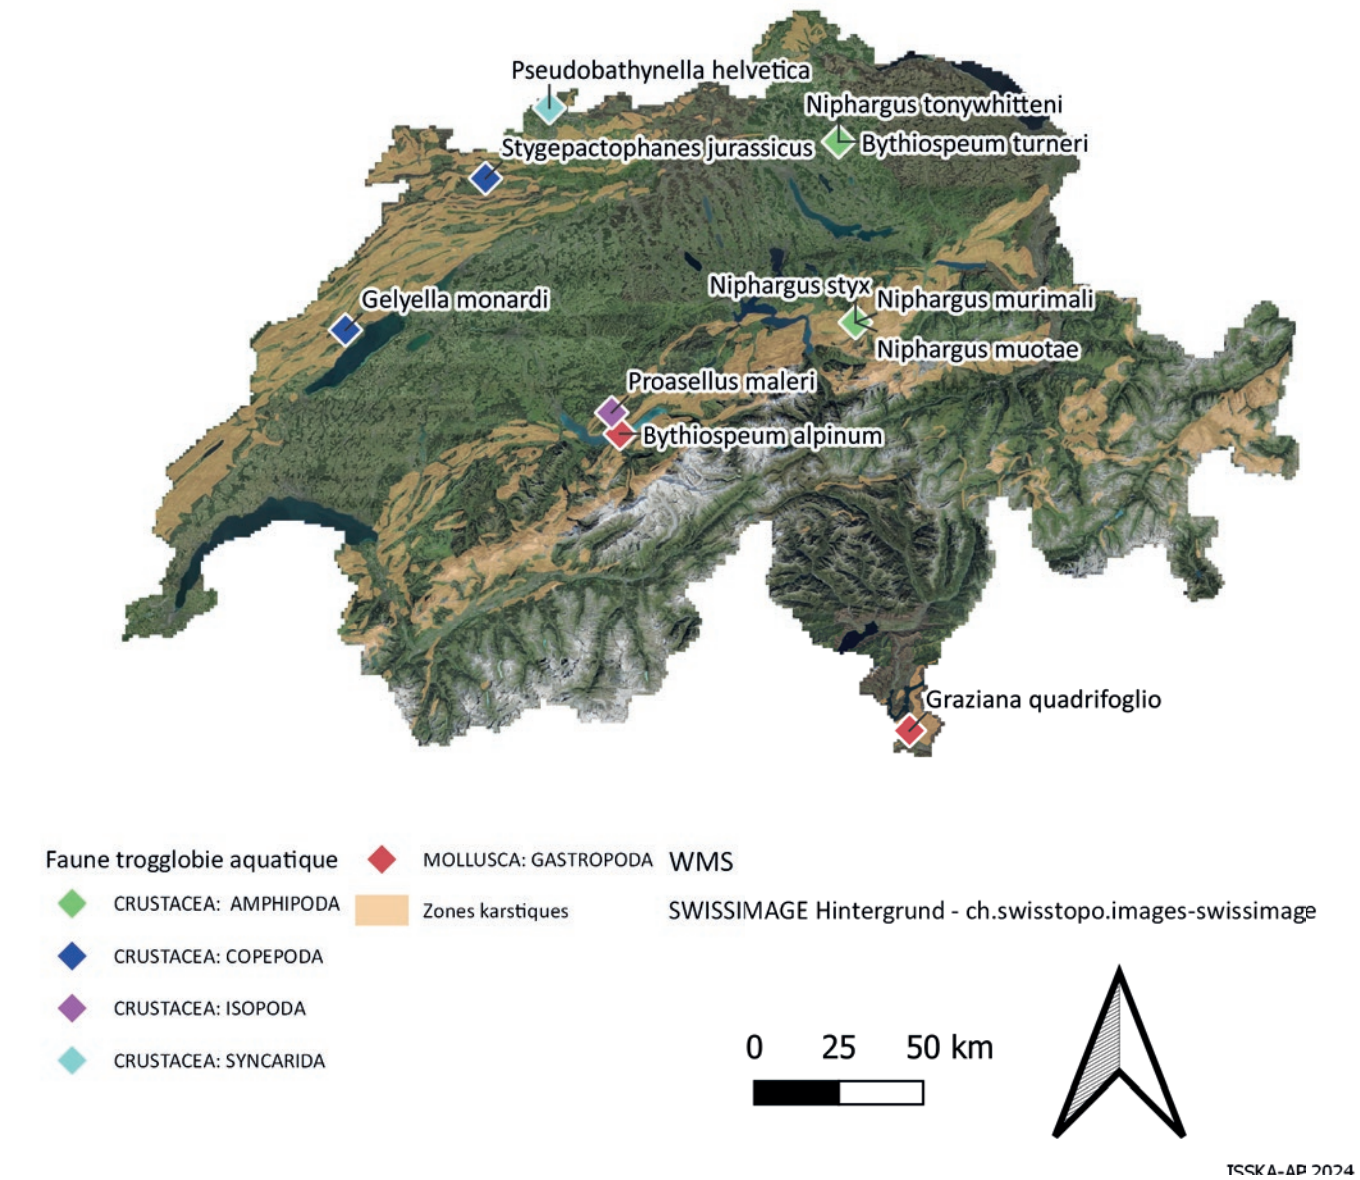 Pseudobathynella helvetica
Niphargus tonywhitteni
Stygepactophanes jurassicus
Bythiospeum turneri
Niphargus styx
Gelyella monardi
Niphargus murimali
Niphargus muotae
Proasellus maleri
Bythiospeum alpinum
Graziana quadrifoglio
Faune trogglobie aquatique
CRUSTACEA: AMPHIPODA
CRUSTACEA: COPEPODA
CRUSTACEA: ISOPODA
CRUSTACEA: SYNCARIDA
MOLLUSCA: GASTROPODA
Zones karstiques
WMS
SWISSIMAGE Hintergrund - ch.swisstopo.images-swissimage
0 25 50 km
ISSKA-AP 2024